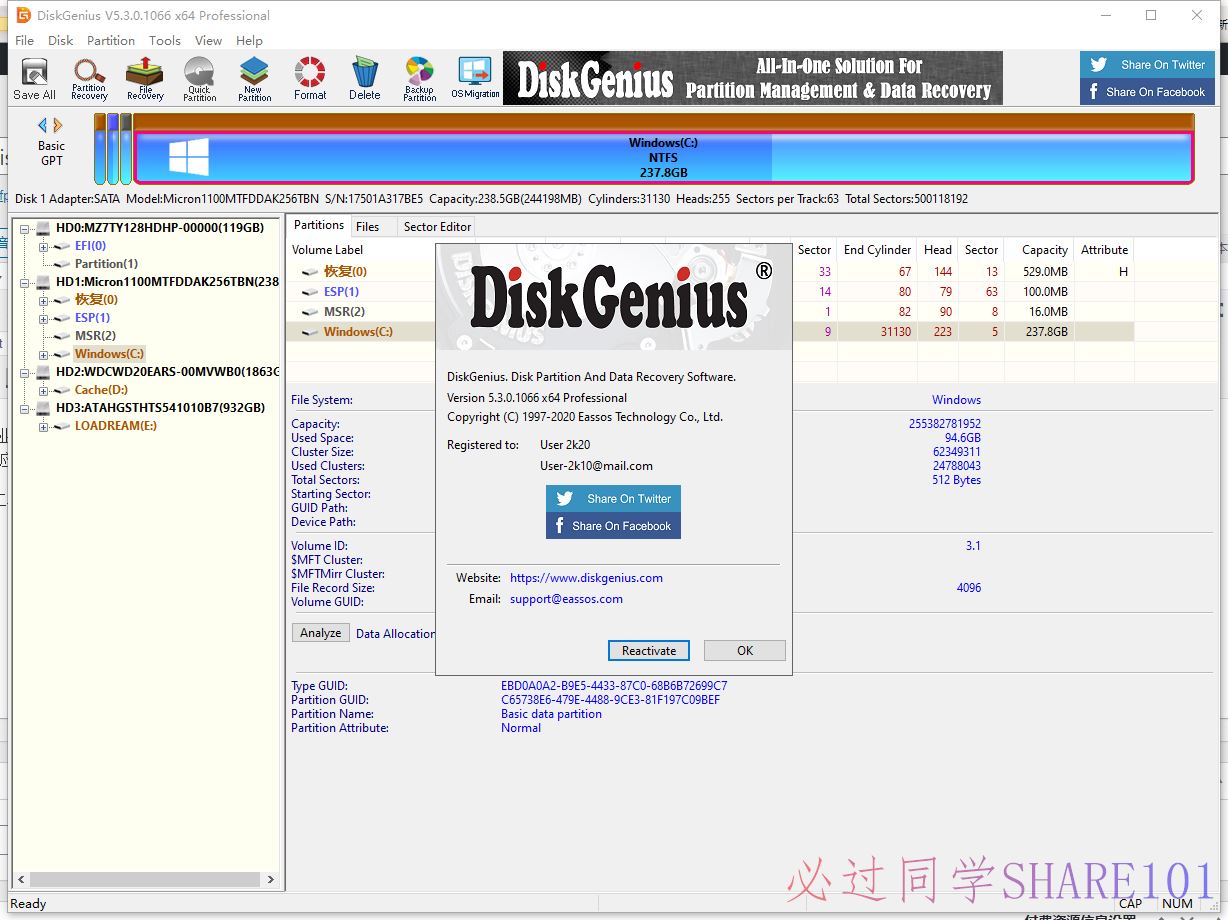 DiskGenius V5.3.0.1066 x64 Professional
File Disk Partition Tools View Help
Save All
Partition Recovery
File Recovery
Quick Partition
New Partition
Format
Delete
Backup Partition
OS Migration
DiskGenius
All-In-One Solution For
Partition Management & Data Recovery
Share On Twitter
Share On Facebook
Basic
GPT
Windows(C:)
NTFS
237.8GB
Disk 1 Adapter:SATA Model:Micron1100MTFDDAK256TBN S/N:17501A317BE5 Capacity:238.5GB(244198MB) Cylinders:31130 Heads:255 Sectors per Track:63 Total Sectors:500118192
HD0:MZ7TY128HDHP-00000(119GB)
EFI(0)
Partition(1)
HD1:Micron1100MTFDDAK256TBN(238
恢复(0)
ESP(1)
MSR(2)
Windows(C:)
HD2:WDCWD20EARS-00MVWB0(1863G
Cache(D:)
HD3:ATAHGSTHTS541010B7(932GB)
LOADREAM(E:)
Partitions Files Sector Editor
Volume Label Sector End Cylinder Head Sector Capacity Attribute
恢复(0) 33 67 144 13 529.0MB H
ESP(1) 14 80 79 63 100.0MB
MSR(2) 1 82 90 8 16.0MB
Windows(C:) 9 31130 223 5 237.8GB
File System: Windows
Capacity: 255382781952
Used Space: 94.6GB
Cluster Size: 62349311
Used Clusters: 24788043
Total Sectors: 512 Bytes
Starting Sector:
GUID Path:
Device Path:
Volume ID: 3.1
$MFT Cluster:
$MFTMirr Cluster:
File Record Size: 4096
Volume GUID:
Analyze Data Allocation
Type GUID: EBD0A0A2-B9E5-4433-87C0-68B6B72699C7
Partition GUID: C65738E6-479E-4488-9CE3-81F197C09BEF
Partition Name: Basic data partition
Partition Attribute: Normal
DiskGenius®
DiskGenius. Disk Partition And Data Recovery Software.
Version 5.3.0.1066 x64 Professional
Copyright (C) 1997-2020 Eassos Technology Co., Ltd.
Registered to: User 2k20
User-2k10@mail.com
Share On Twitter
Share On Facebook
Website: https://www.diskgenius.com
Email: support@eassos.com
Reactivate OK
必过同学SHARE101
Ready CAP NUM